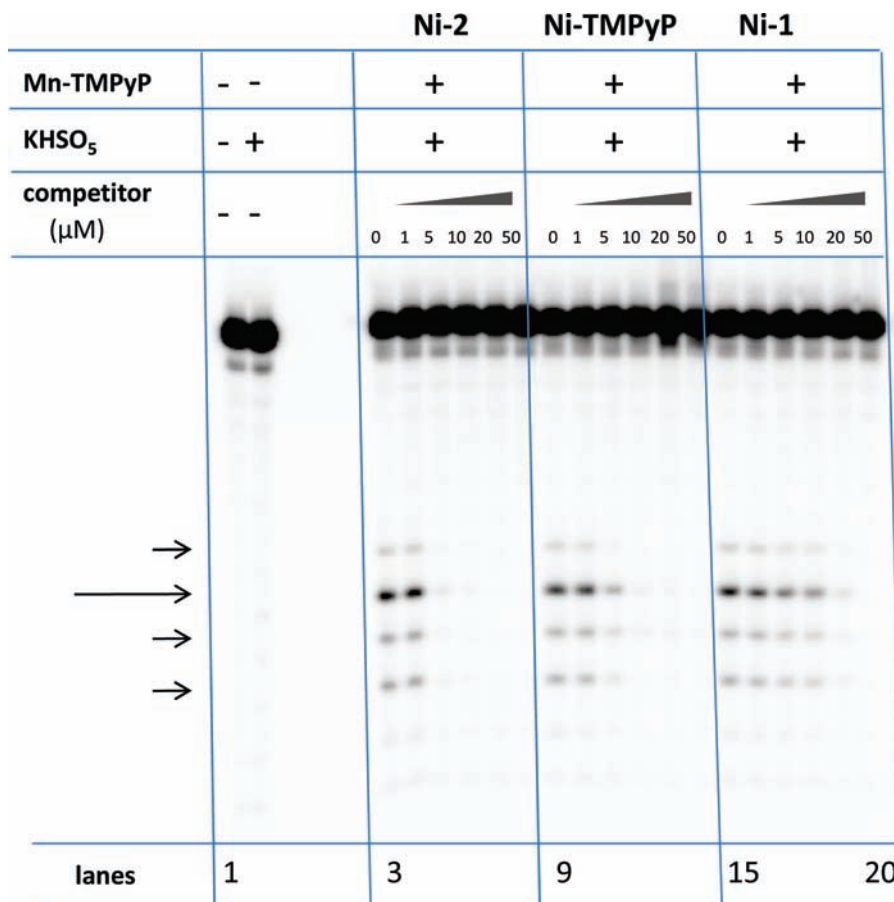 Ni-2 Ni-TMPyP Ni-1
Mn-TMPyP - - + + +
KHSO₅ - + + + +
competitor
(µM) - -
0 1 5 10 20 50 0 1 5 10 20 50 0 1 5 10 20 50
lanes 1 3 9 15 20